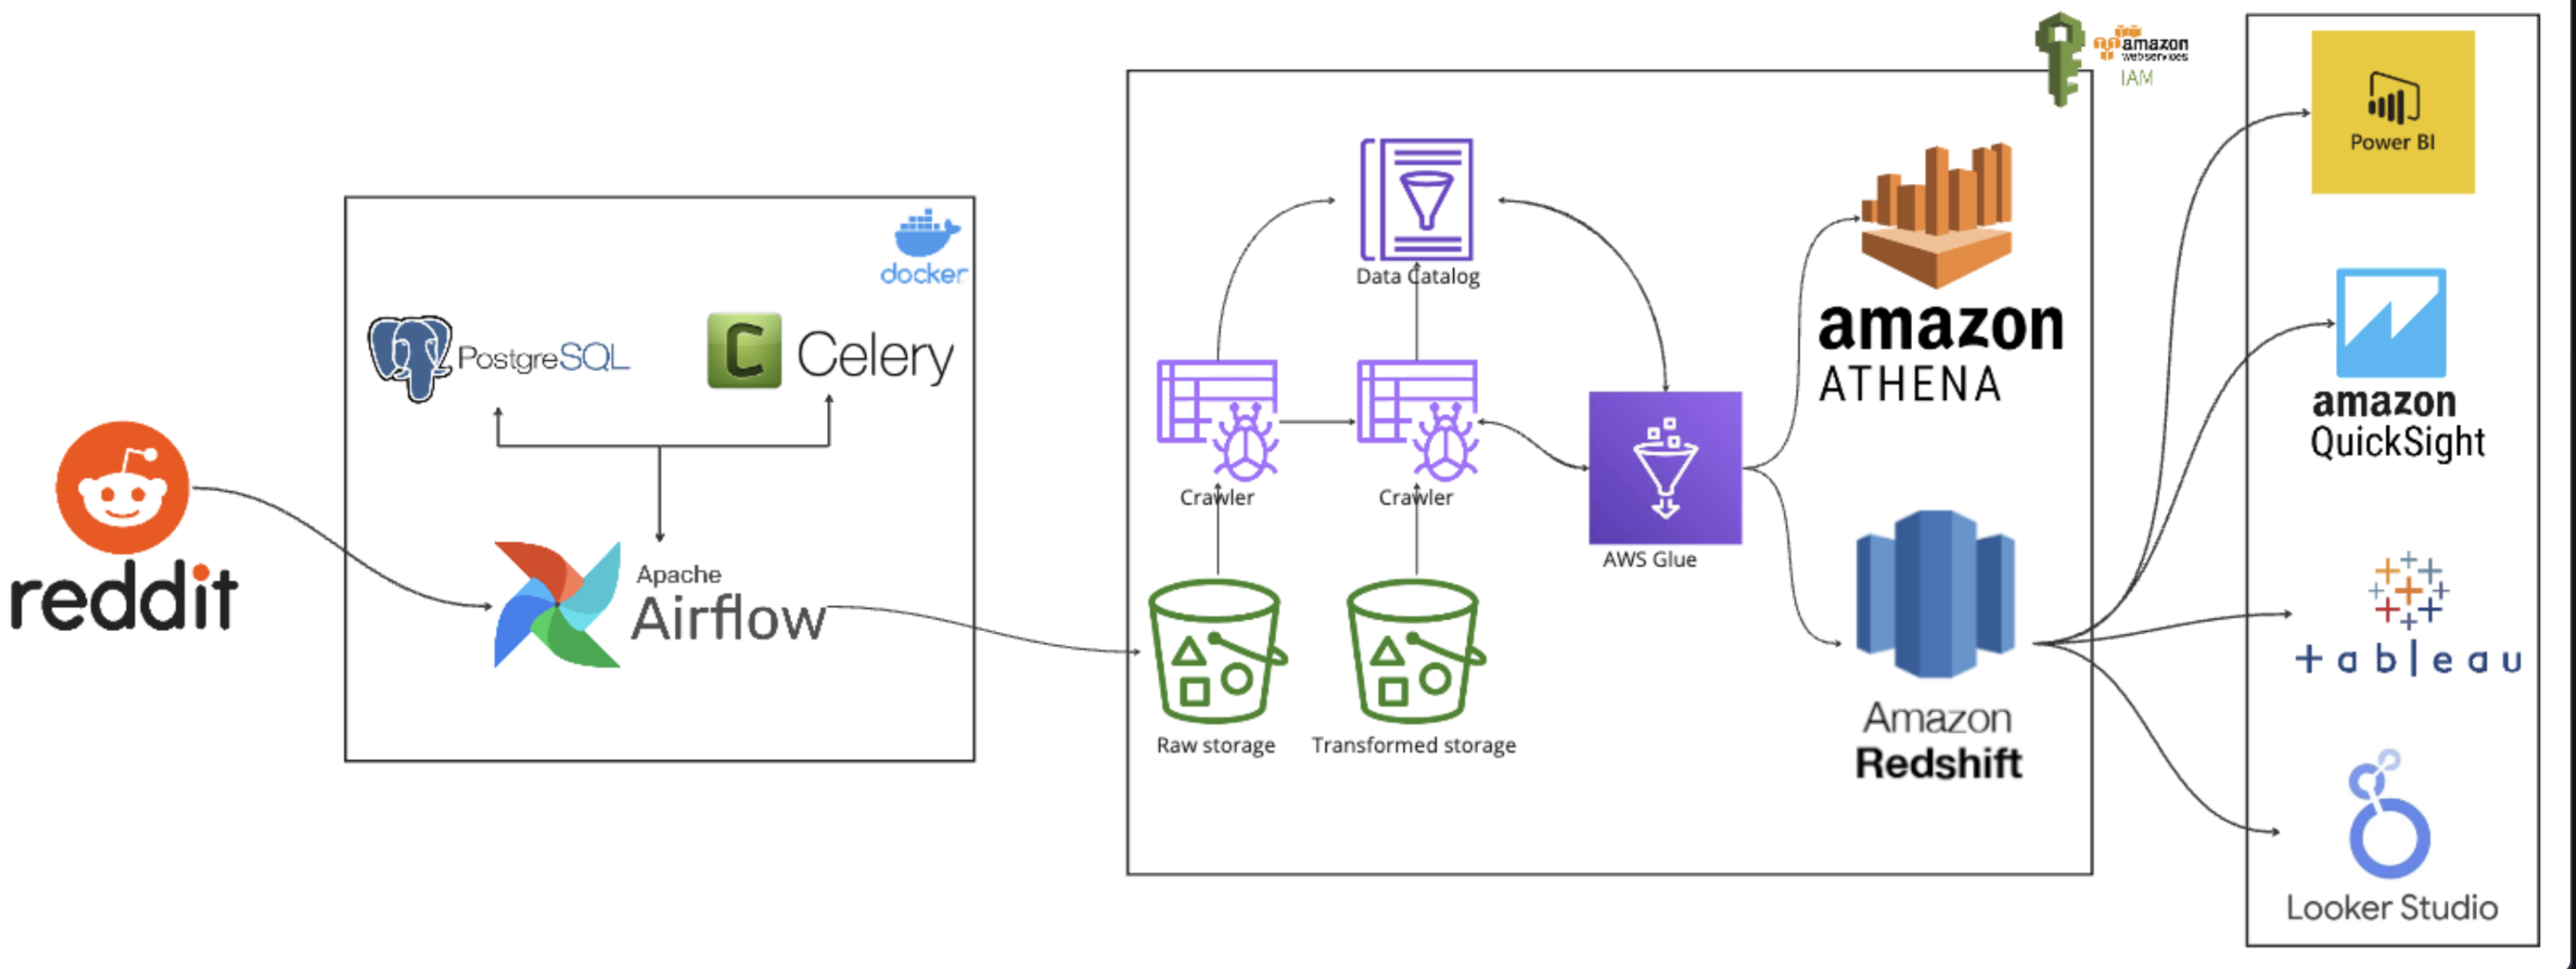 reddit
docker
PostgreSQL
C Celery
Apache
Airflow
amazon
webservices
IAM
Data Catalog
Crawler
Crawler
Raw storage
Transformed storage
AWS Glue
amazon
ATHENA
Amazon
Redshift
Power BI
amazon
QuickSight
+ableau
Looker Studio